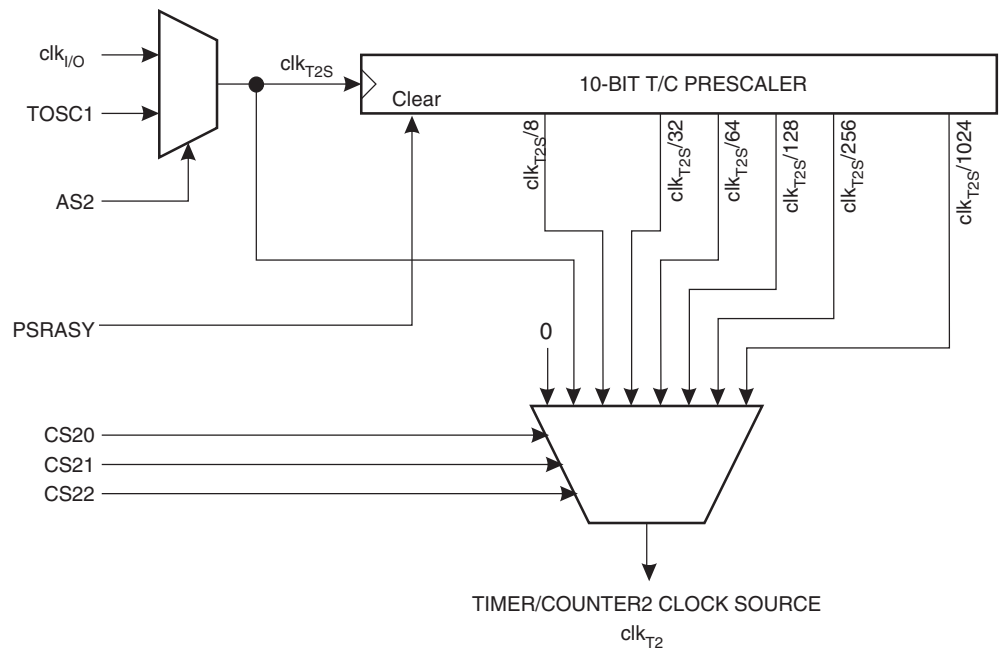 clkI/O
clkT2S
10-BIT T/C PRESCALER
TOSC1
Clear
clkT2S/8
clkT2S/32
clkT2S/64
clkT2S/128
clkT2S/256
clkT2S/1024
AS2
PSRASY
0
CS20
CS21
CS22
TIMER/COUNTER2 CLOCK SOURCE
clkT2